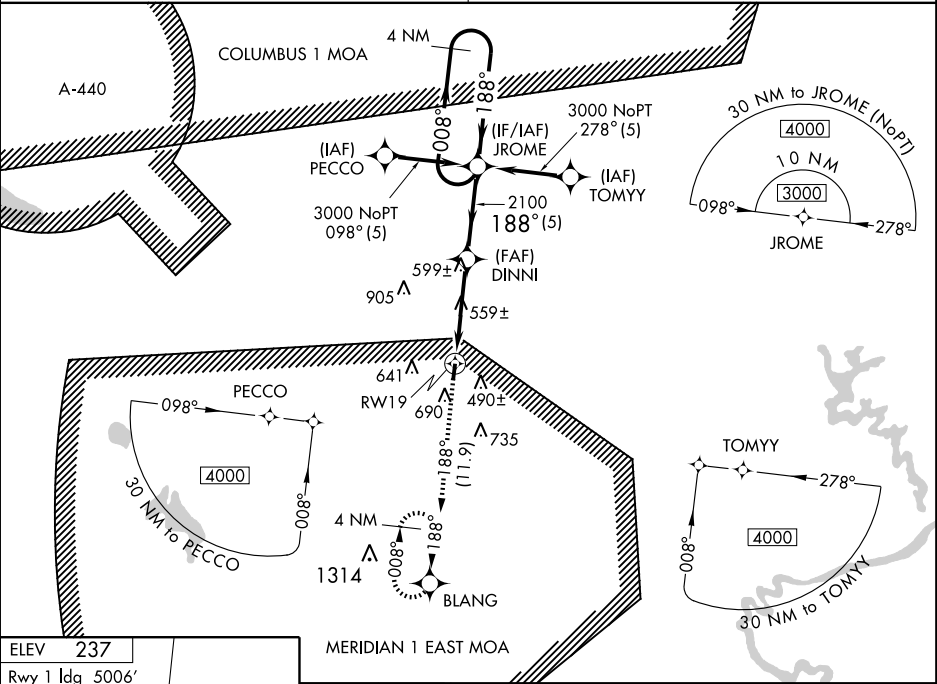 4 NM
COLUMBUS 1 MOA
A-440
008°
188°
3000 NoPT
278° (5)
(IF/IAF)
JROME
(IAF)
PECCO
(IAF)
TOMYY
3000 NoPT
098° (5)
2100
188° (5)
(FAF)
DINNI
599±
905
559±
30 NM to JROME (NoPT)
4000
10 NM
3000
098°
278°
JROME
641
RW19
690
490±
735
188°
(11.9)
PECCO
098°
4000
008°
30 NM to PECCO
4 NM
188°
008°
1314
BLANG
TOMYY
278°
008°
4000
30 NM to TOMYY
MERIDIAN 1 EAST MOA
ELEV 237
Rwy 1 ldg 5006'